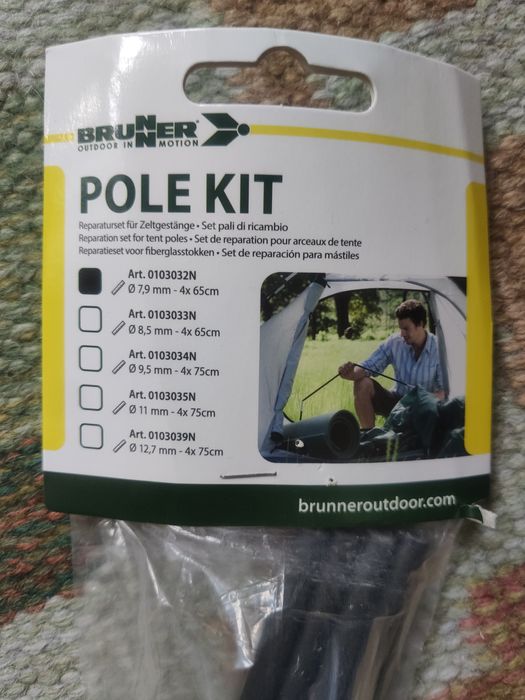 BRUNNER
OUTDOOR IN MOTION
POLE KIT
Reparaturset für Zeltgestänge • Set pali di ricambio
Reparation set for tent poles • Set de reparation pour arceaux de tente
Reparatieset voor fiberglasstokken • Set de reparación para mástiles
Art. 0103032N
Ø 7,9 mm - 4x 65cm
Art. 0103033N
Ø 8,5 mm - 4x 65cm
Art. 0103034N
Ø 9,5 mm - 4x 75cm
Art. 0103035N
Ø 11 mm - 4x 75cm
Art. 0103039N
Ø 12,7 mm - 4x 75cm
brunneroutdoor.com